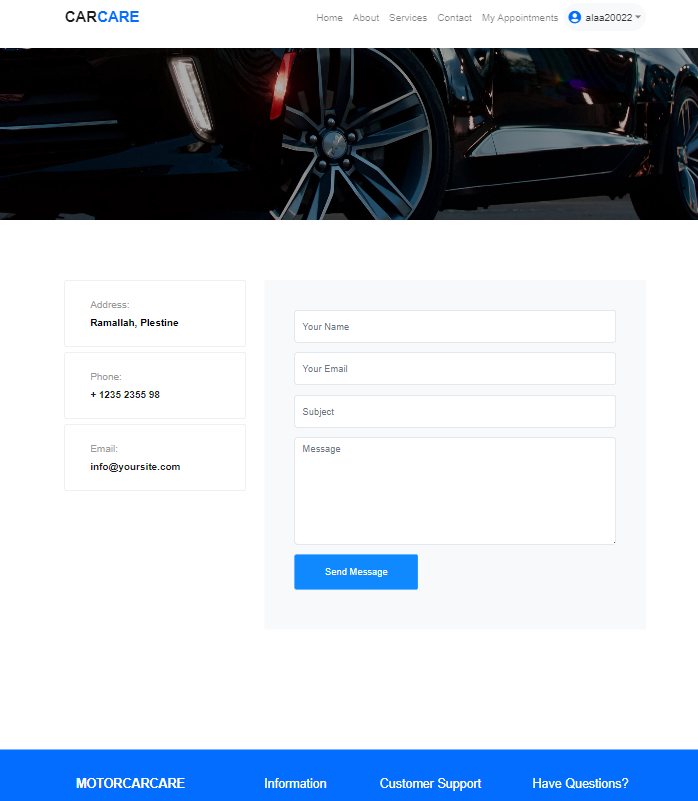 CARCARE
Home About Services Contact My Appointments alaa20022
Address:
Ramallah, Plestine
Phone:
+ 1235 2355 98
Email:
info@yoursite.com
Your Name
Your Email
Subject
Message
Send Message
MOTORCARCARE Information Customer Support Have Questions?